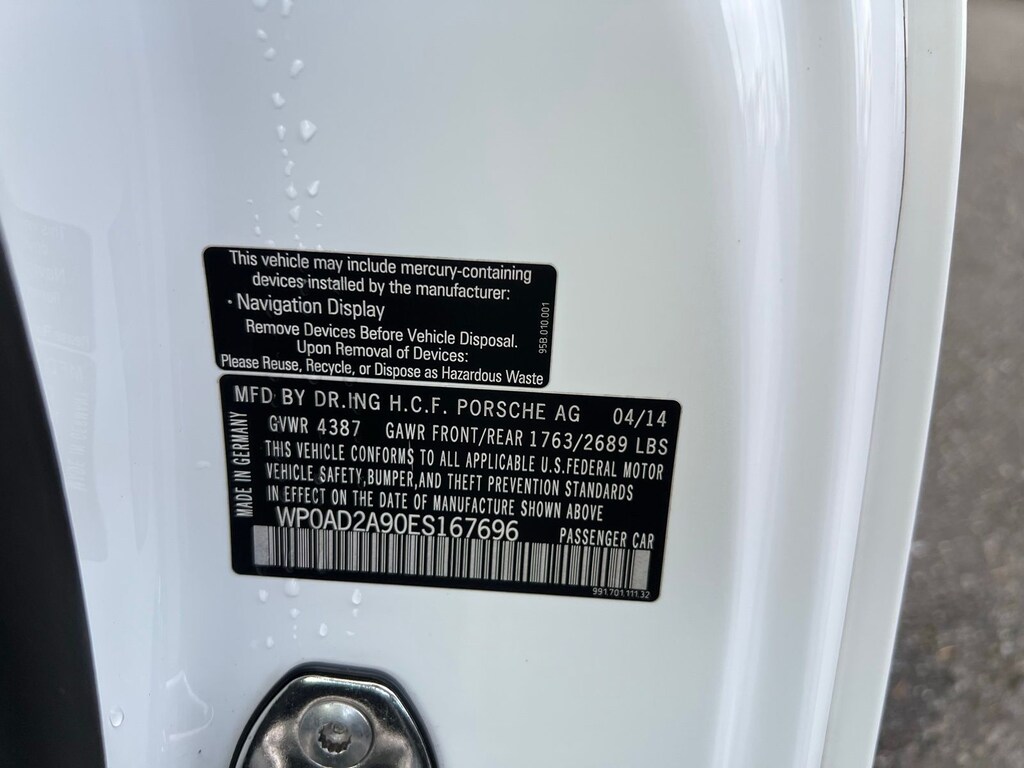 This vehicle may include mercury-containing
devices installed by the manufacturer:
· Navigation Display
Remove Devices Before Vehicle Disposal.
Upon Removal of Devices:
Please Reuse, Recycle, or Dispose as Hazardous Waste
95B.010.001
MFD BY DR.ING H.C.F. PORSCHE AG 04/14
GVWR 4387 GAWR FRONT/REAR 1763/2689 LBS
THIS VEHICLE CONFORMS TO ALL APPLICABLE U.S.FEDERAL MOTOR
VEHICLE SAFETY,BUMPER,AND THEFT PREVENTION STANDARDS
IN EFFECT ON THE DATE OF MANUFACTURE SHOWN ABOVE
WP0AD2A90ES167696 PASSENGER CAR
MADE IN GERMANY
991.701.111.32